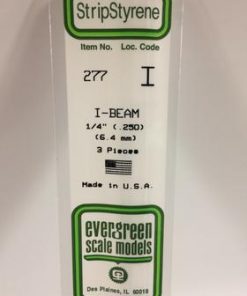 StripStyrene
Item No. Loc. Code
277 I
I-BEAM
1/4" (.250)
(6.4 mm)
3 Pieces
Made in U.S.A.
evergreen
scale models
Des Plaines, IL 60018